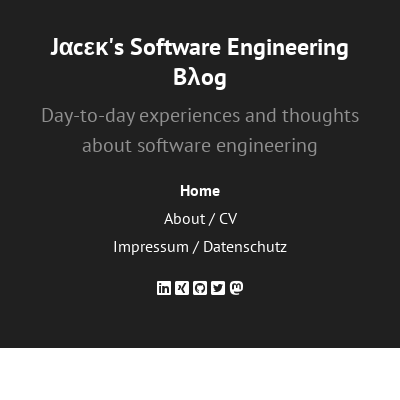 Jαcεκ's Software Engineering
Bλog
Day-to-day experiences and thoughts
about software engineering
Home
About / CV
Impressum / Datenschutz